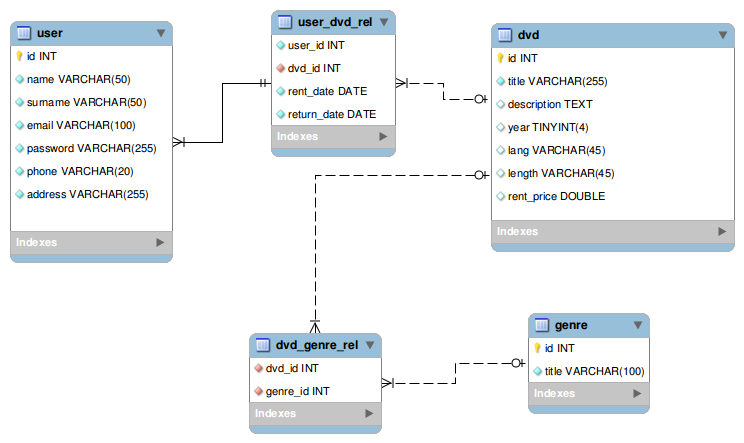 user
id INT
name VARCHAR(50)
surname VARCHAR(50)
email VARCHAR(100)
password VARCHAR(255)
phone VARCHAR(20)
address VARCHAR(255)
Indexes
user_dvd_rel
user_id INT
dvd_id INT
rent_date DATE
return_date DATE
Indexes
dvd
id INT
title VARCHAR(255)
description TEXT
year TINYINT(4)
lang VARCHAR(45)
length VARCHAR(45)
rent_price DOUBLE
Indexes
dvd_genre_rel
dvd_id INT
genre_id INT
Indexes
genre
id INT
title VARCHAR(100)
Indexes